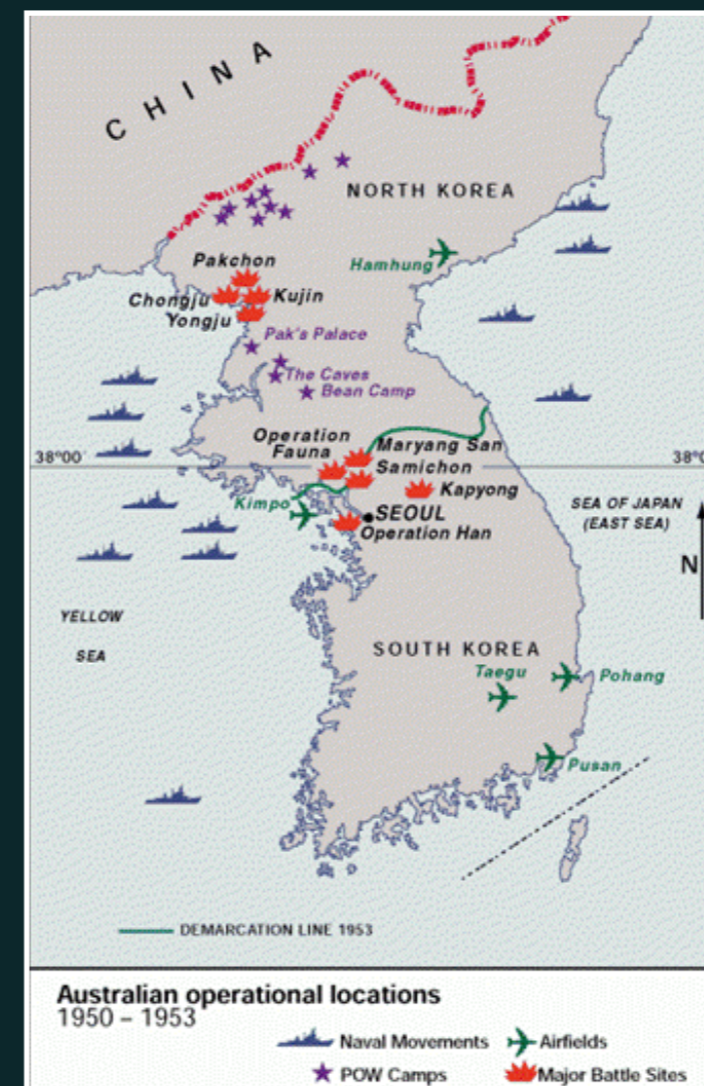 CHINA
NORTH KOREA
Pakchon
Hamhung
Chongju
Kujin
Yongju
Pak's Palace
The Caves
Bean Camp
Operation
Fauna
Maryang San
38°00
38°0
Samichon
Kapyong
Kimpo
SEOUL
Operation Han
SEA OF JAPAN
(EAST SEA)
N
YELLOW
SEA
SOUTH KOREA
Taegu
Pohang
Pusan
DEMARCATION LINE 1953
Australian operational locations
1950 – 1953
Naval Movements
Airfields
POW Camps
Major Battle Sites